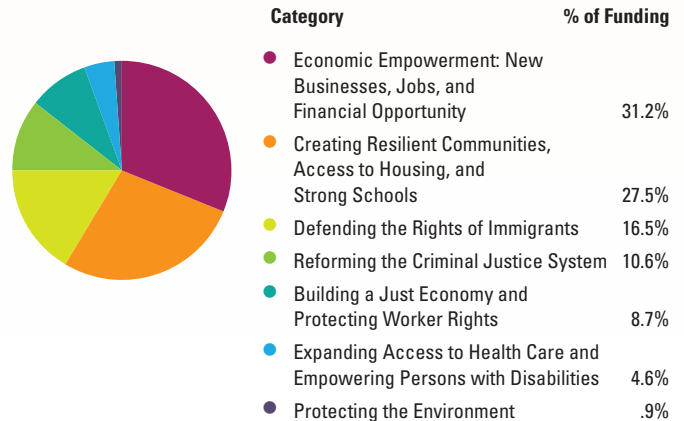 Category % of Funding
Economic Empowerment: New
Businesses, Jobs, and
Financial Opportunity 31.2%
Creating Resilient Communities,
Access to Housing, and
Strong Schools 27.5%
Defending the Rights of Immigrants 16.5%
Reforming the Criminal Justice System 10.6%
Building a Just Economy and
Protecting Worker Rights 8.7%
Expanding Access to Health Care and
Empowering Persons with Disabilities 4.6%
Protecting the Environment .9%